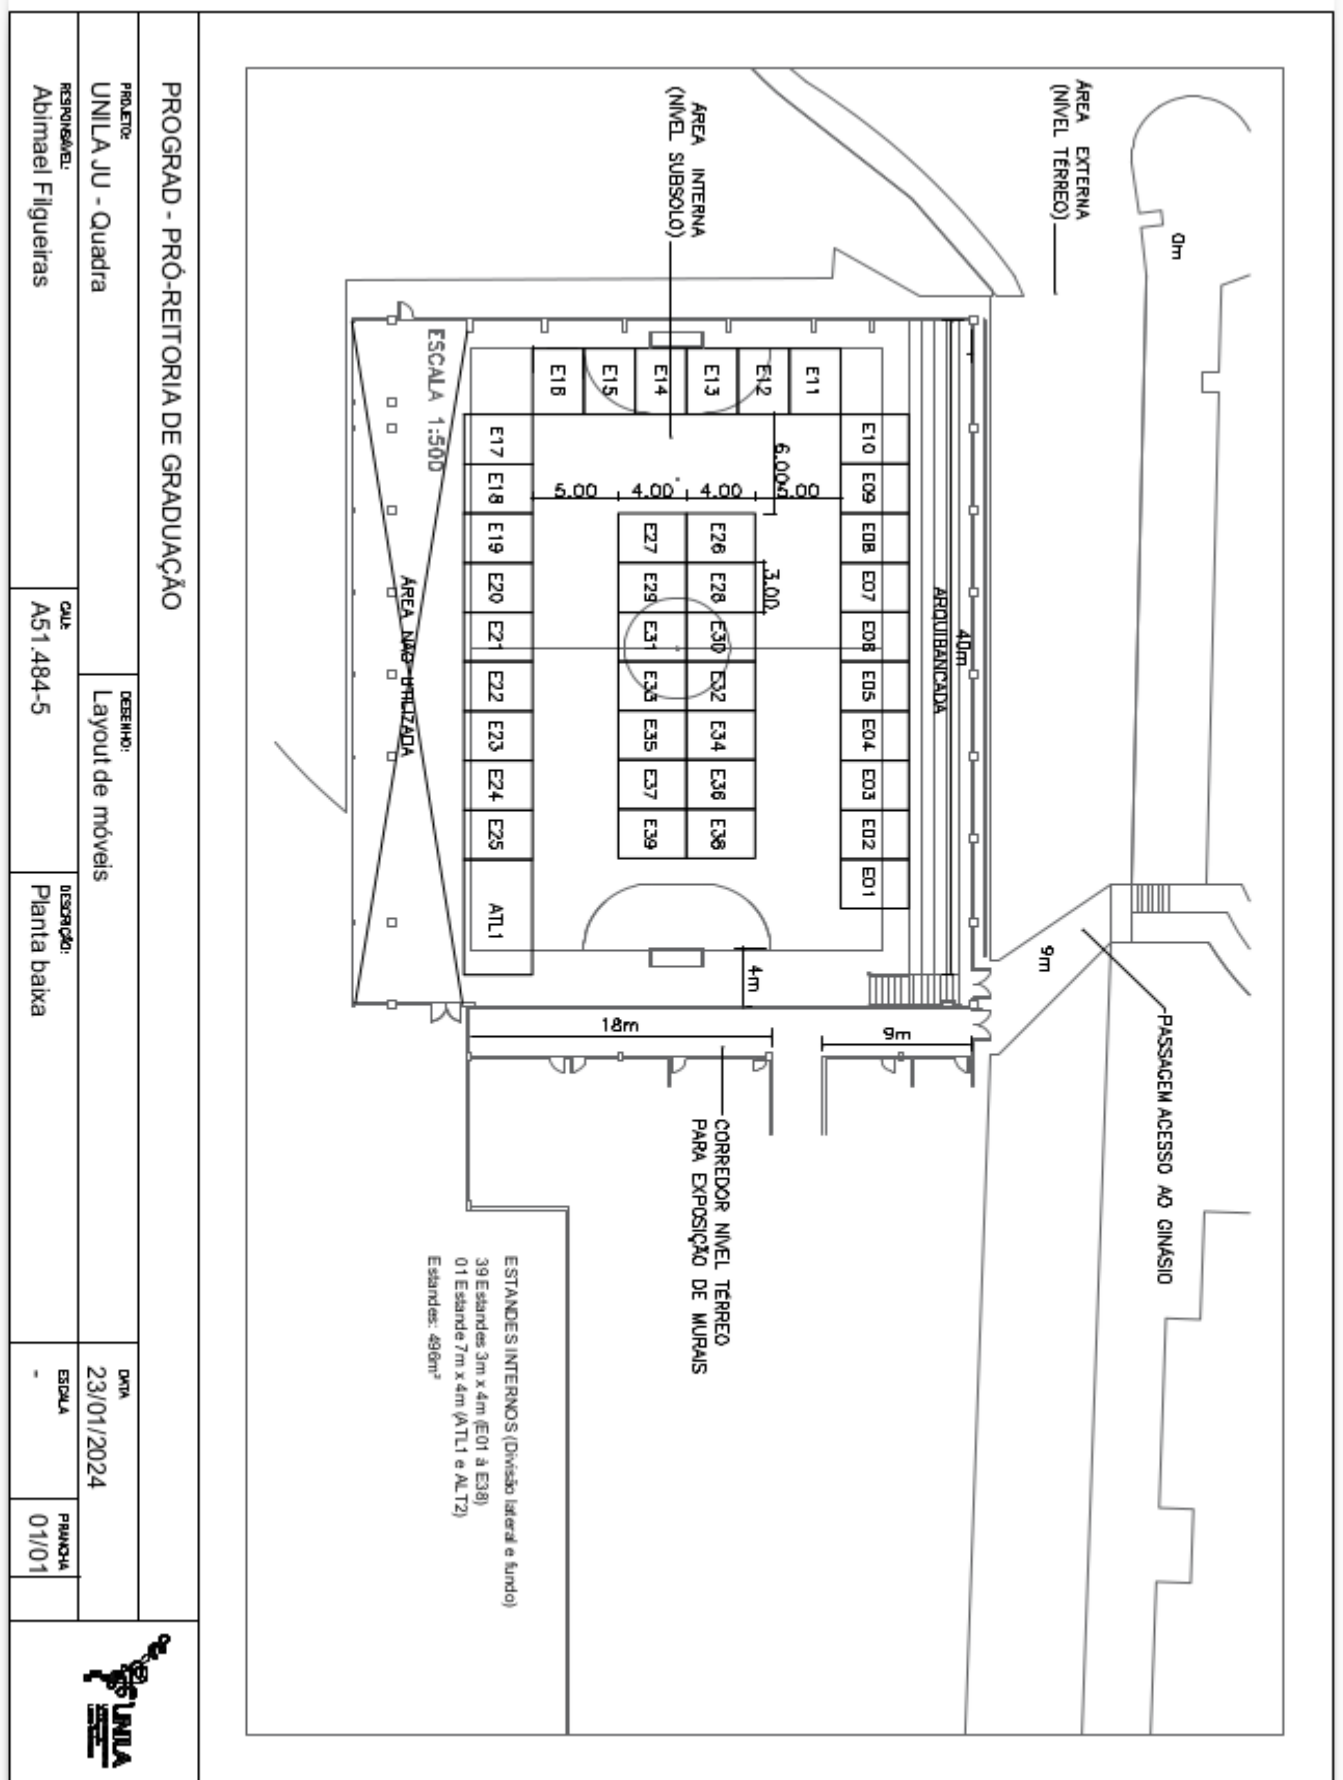 ÁREA EXTERNA
(NÍVEL TÉRREO)
0m
ÁREA INTERNA
(NÍVEL SUBSOLO)
PASSAGEM ACESSO AO GINÁSIO
9m
40m
ARQUIBANCADA
E10
E09
E08
E07
E06
E05
E04
E03
E02
E01
E11
E12
E13
E14
E15
E16
6.00
5.00
4.00
4.00
5.00
3.00
E26
E28
E30
E32
E34
E36
E38
E27
E29
E31
E33
E35
E37
E39
E17
E18
E19
E20
E21
E22
E23
E24
E25
ATL1
4m
9m
18m
ESCALA 1:500
ÁREA NÃO UTILIZADA
CORREDOR NÍVEL TÉRREO
PARA EXPOSIÇÃO DE MURAIS
ESTANDES INTERNOS (Divisão lateral e fundo)
39 Estandes 3m x 4m (E01 à E38)
01 Estande 7m x 4m (ATL1 e ALT2)
Estandes: 496m²
PROGRAD - PRÓ-REITORIA DE GRADUAÇÃO
PROJETO:
UNILA JU - Quadra
DESENHO:
Layout de móveis
DATA
23/01/2024
RESPONSÁVEL:
Abimael Filgueiras
CAU:
A51.484-5
DESCRIÇÃO:
Planta baixa
ESCALA
-
PRANCHA
01/01
UNILA